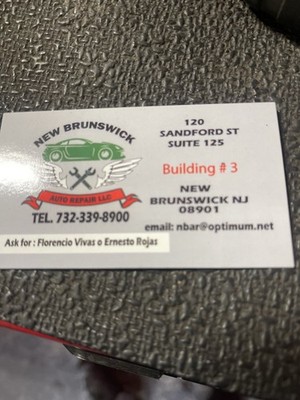 NEW BRUNSWICK
AUTO REPAIR LLC
TEL. 732-339-8900
Ask for : Florencio Vivas o Ernesto Rojas
120
SANDFORD ST
SUITE 125
Building # 3
NEW
BRUNSWICK NJ
08901
email: nbar@optimum.net